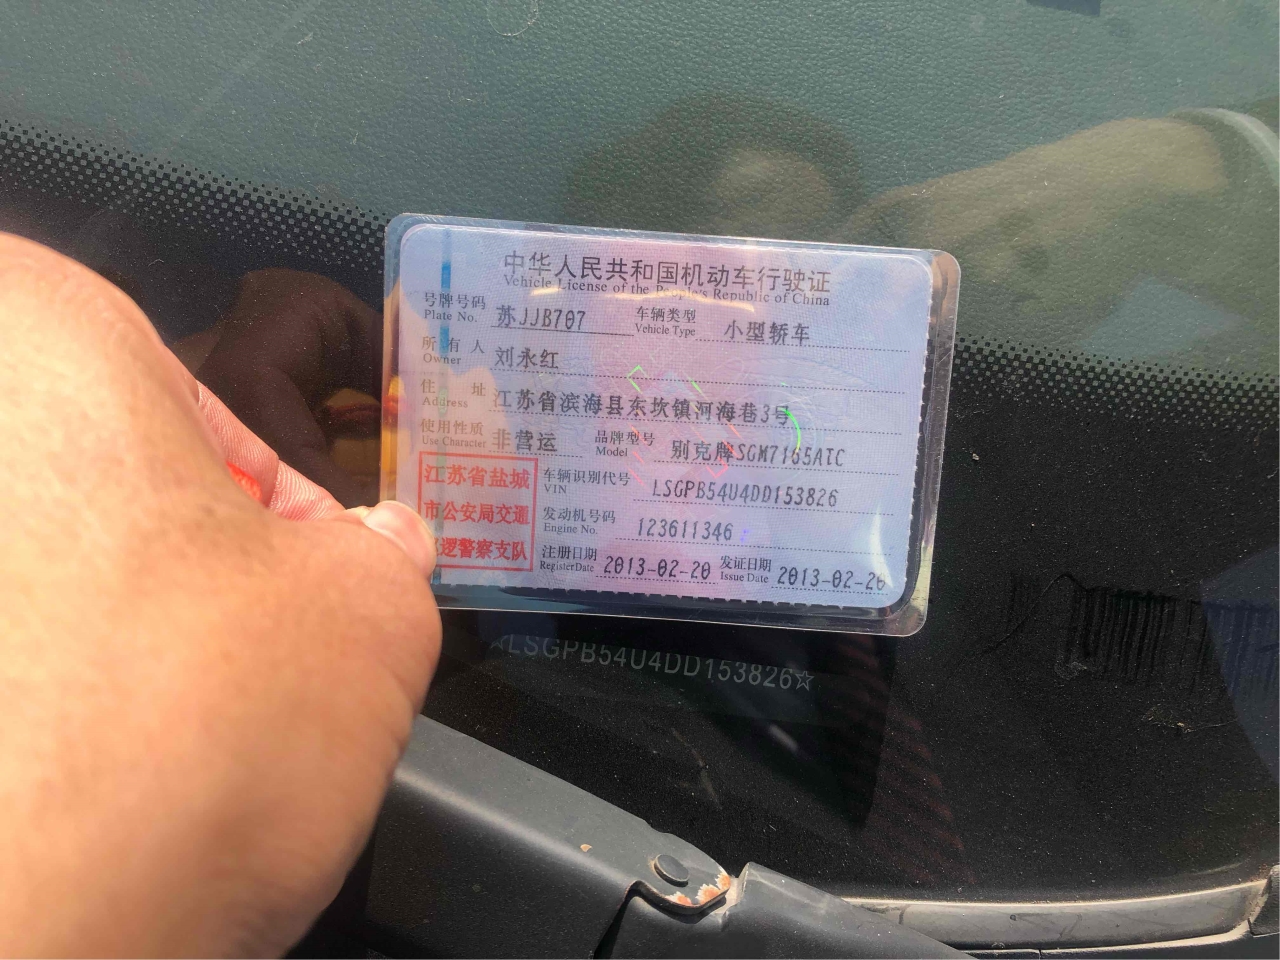 中华人民共和国机动车行驶证
Vehicle License of the People's Republic of China
号牌号码 苏JJB707 车辆类型 小型轿车
Plate No. Vehicle Type
所有人 刘永红
Owner
住址 江苏省滨海县东坎镇河海巷3号
Address
使用性质 非营运 品牌型号 别克牌SGM7165ATC
Use Character Model
江苏省盐城
市公安局交通
巡逻警察支队
车辆识别代号 LSGPB54U4DD153826
VIN
发动机号码 123611346
Engine No.
注册日期 2013-02-20 发证日期 2013-02-20
Register Date Issue Date
☆LSGPB54U4DD153826☆